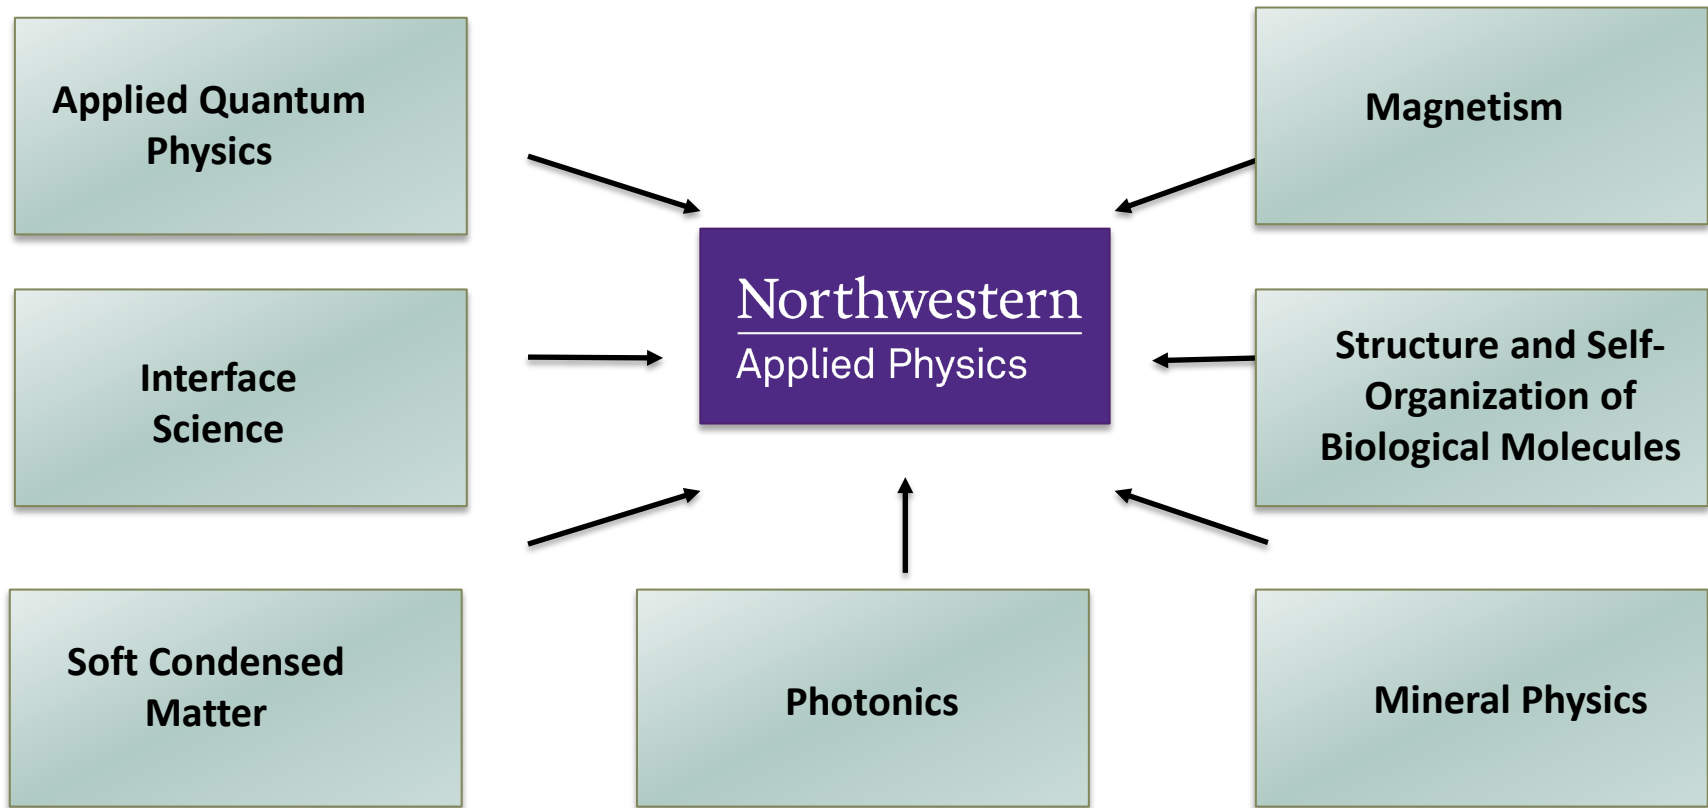 Applied Quantum
Physics
Magnetism
Northwestern
Applied Physics
Interface
Science
Structure and Self-
Organization of
Biological Molecules
Soft Condensed
Matter
Photonics
Mineral Physics